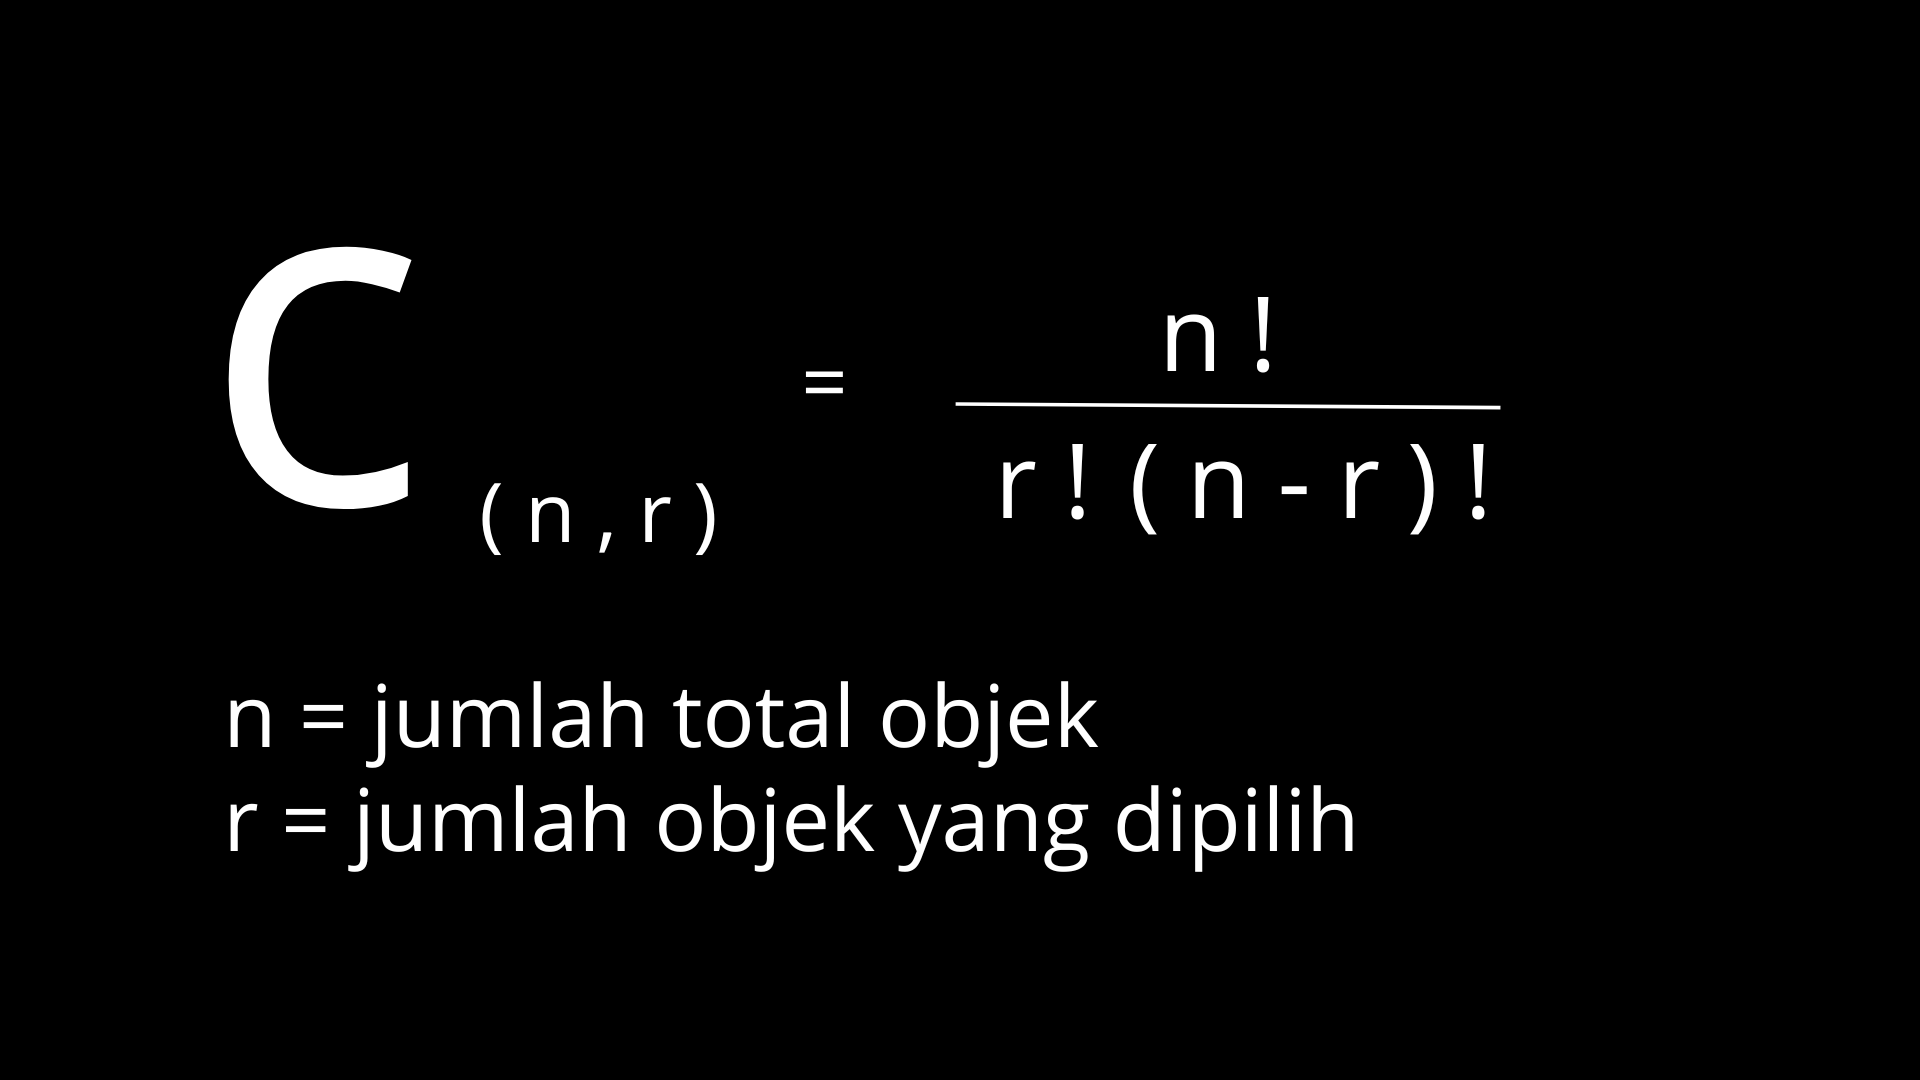 C (n,r) = n!
r!(n-r)!
n = jumlah total objek
r = jumlah objek yang dipilih